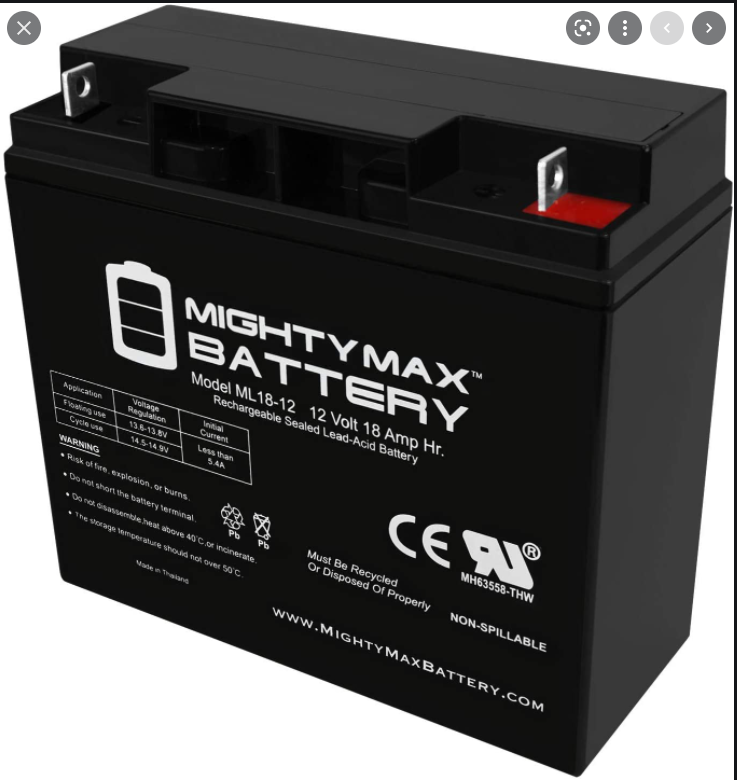 MIGHTYMAX™
BATTERY
Model ML18-12 12 Volt 18 Amp Hr.
Rechargeable Sealed Lead-Acid Battery
Application Voltage Regulation Initial Current
Floating use 13.6-13.8V Less than 5.4A
Cycle use 14.5-14.9V
WARNING
• Risk of fire, explosion, or burns.
• Do not short the battery terminal.
• Do not disassemble,heat above 40°C,or incinerate.
• The storage temperature should not over 50°C.
Pb Pb
Made in Thailand
CE RU®
MH63558-THW
Must Be Recycled
Or Disposed Of Properly
NON-SPILLABLE
WWW.MIGHTYMAXBATTERY.COM